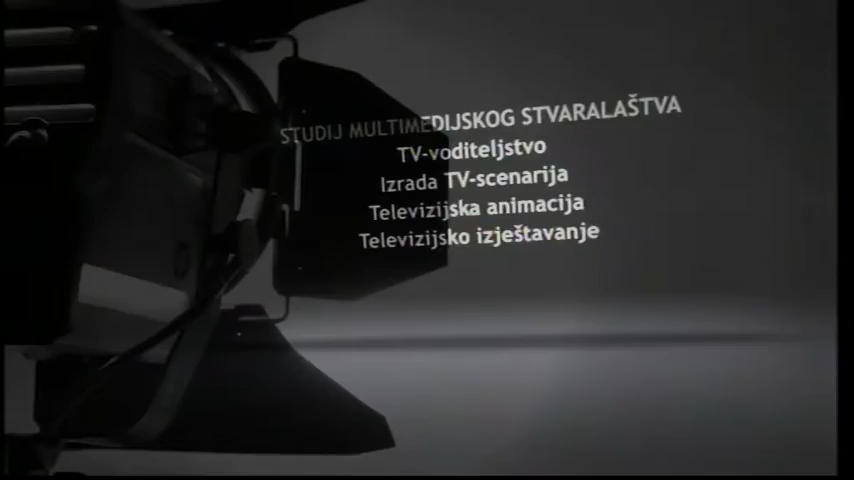 STUDIJ MULTIMEDIJSKOG STVARALAŠTVA
TV-voditeljstvo
Izrada TV-scenarija
Televizijska animacija
Televizijsko izještavanje